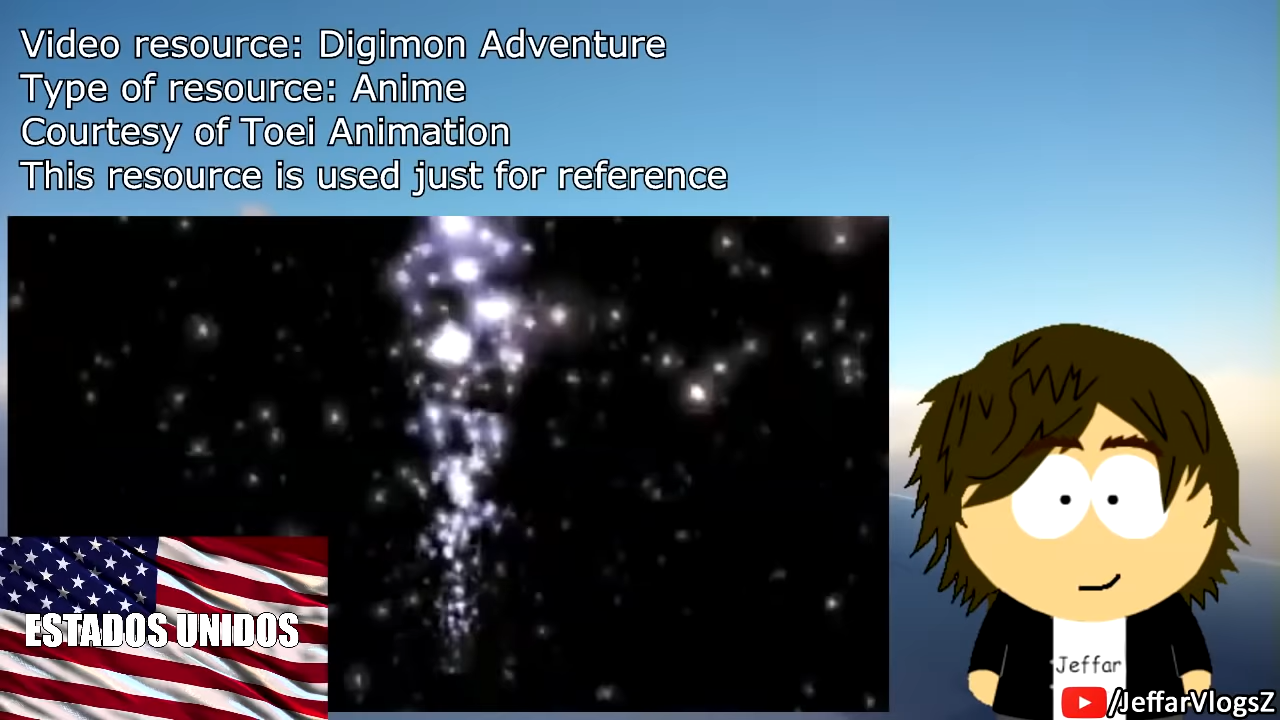 Video resource: Digimon Adventure
Type of resource: Anime
Courtesy of Toei Animation
This resource is used just for reference
ESTADOS UNIDOS
Jeffar
/JeffarVlogsZ